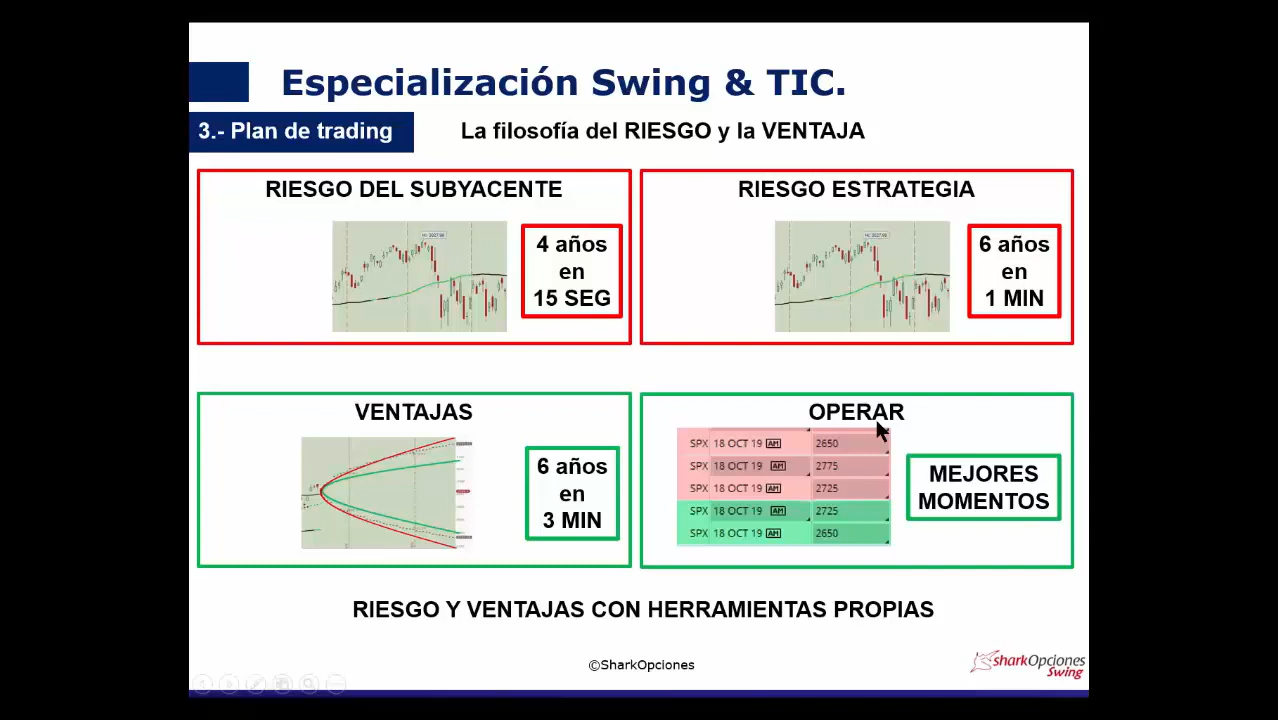 Especialización Swing & TIC.
3.- Plan de trading
La filosofía del RIESGO y la VENTAJA
RIESGO DEL SUBYACENTE
4 años
en
15 SEG
RIESGO ESTRATEGIA
6 años
en
1 MIN
VENTAJAS
6 años
en
3 MIN
OPERAR
SPX 18 OCT 19 AM 2650
SPX 18 OCT 19 AM 2775
SPX 18 OCT 19 AM 2725
SPX 18 OCT 19 AM 2725
SPX 18 OCT 19 AM 2650
MEJORES
MOMENTOS
RIESGO Y VENTAJAS CON HERRAMIENTAS PROPIAS
©SharkOpciones
sharkOpciones
Swing